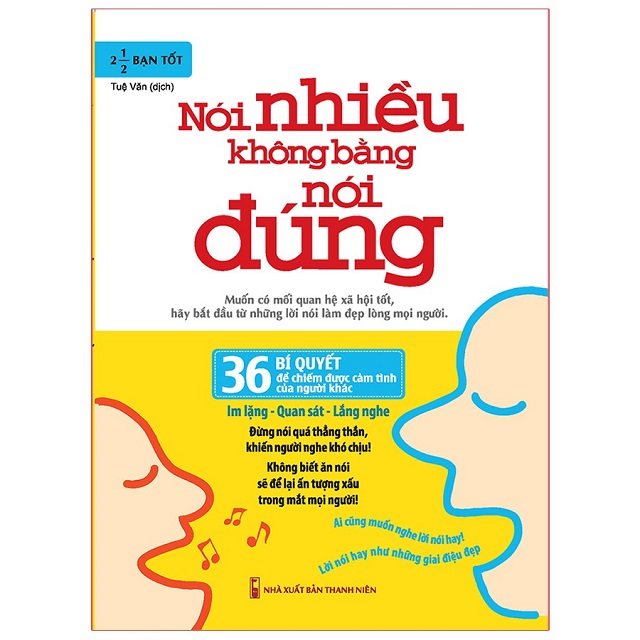 2 1/2 BẠN TỐT
Tuệ Văn (dịch)
Nói nhiều
không bằng
nói
đúng
Muốn có mối quan hệ xã hội tốt,
hãy bắt đầu từ những lời nói làm đẹp lòng mọi người.
36 BÍ QUYẾT
để chiếm được cảm tình
của người khác
Im lặng - Quan sát - Lắng nghe
Đừng nói quá thẳng thắn,
khiến người nghe khó chịu!
Không biết ăn nói
sẽ để lại ấn tượng xấu
trong mắt mọi người!
Ai cũng muốn nghe lời nói hay!
Lời nói hay như những giai điệu đẹp
NHÀ XUẤT BẢN THANH NIÊN